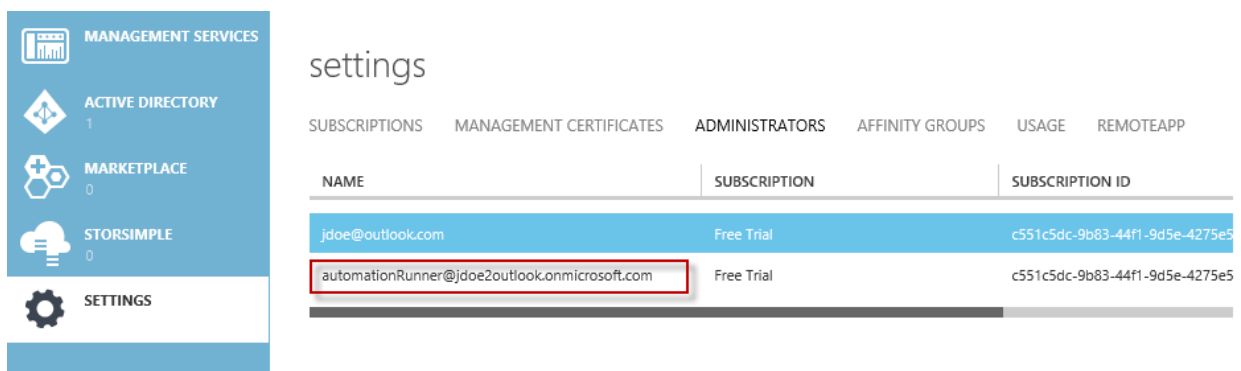 MANAGEMENT SERVICES
ACTIVE DIRECTORY
1
MARKETPLACE
0
STORSIMPLE
0
SETTINGS
settings
SUBSCRIPTIONS MANAGEMENT CERTIFICATES ADMINISTRATORS AFFINITY GROUPS USAGE REMOTEAPP
NAME SUBSCRIPTION SUBSCRIPTION ID
jdoe@outlook.com Free Trial c551c5dc-9b83-44f1-9d5e-4275e5
automationRunner@jdoe2outlook.onmicrosoft.com Free Trial c551c5dc-9b83-44f1-9d5e-4275e5